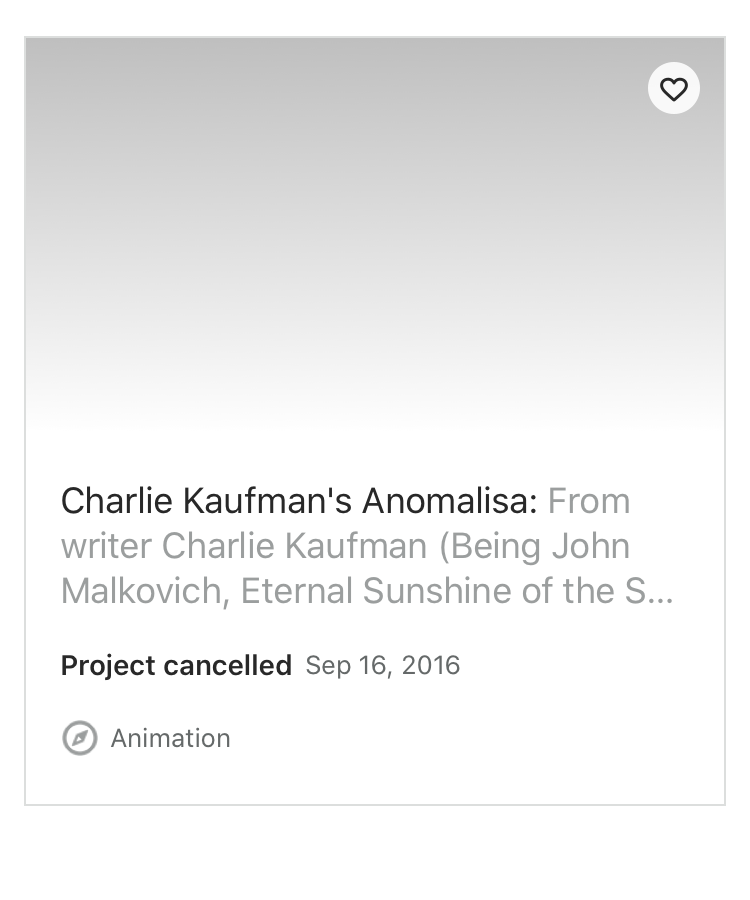 Charlie Kaufman's Anomalisa: From
writer Charlie Kaufman (Being John
Malkovich, Eternal Sunshine of the S...
Project cancelled Sep 16, 2016
Animation